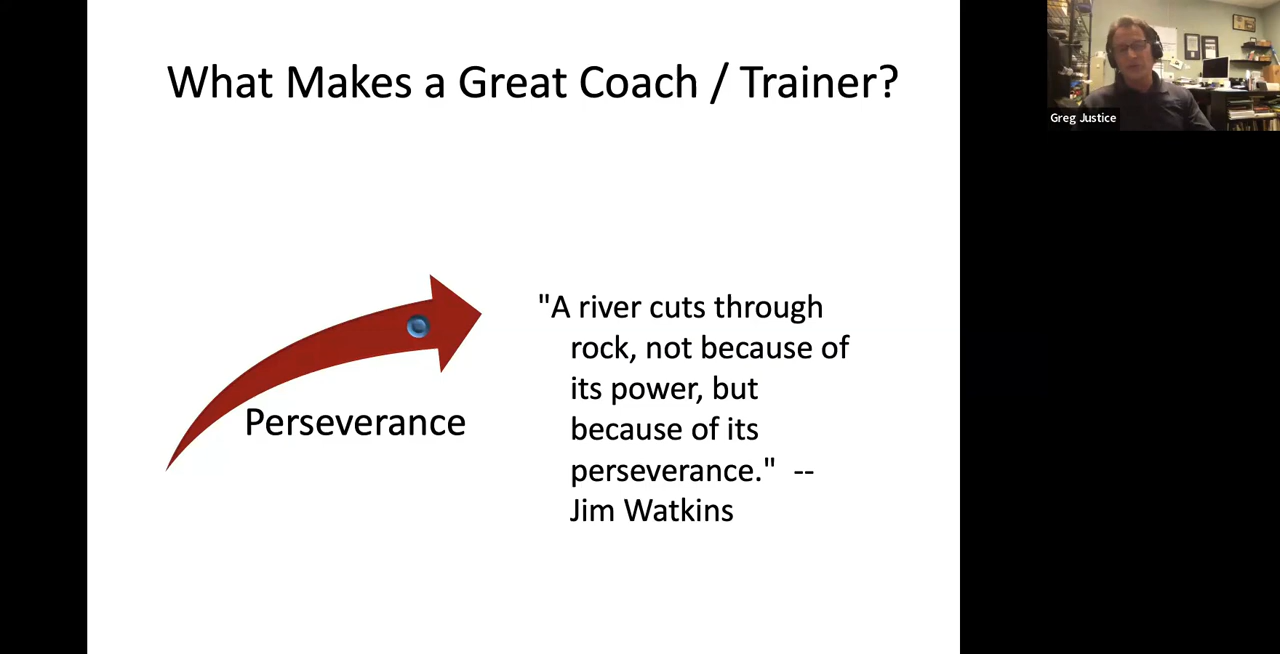 What Makes a Great Coach / Trainer?
Greg Justice
Perseverance
"A river cuts through
rock, not because of
its power, but
because of its
perseverance."  --
Jim Watkins